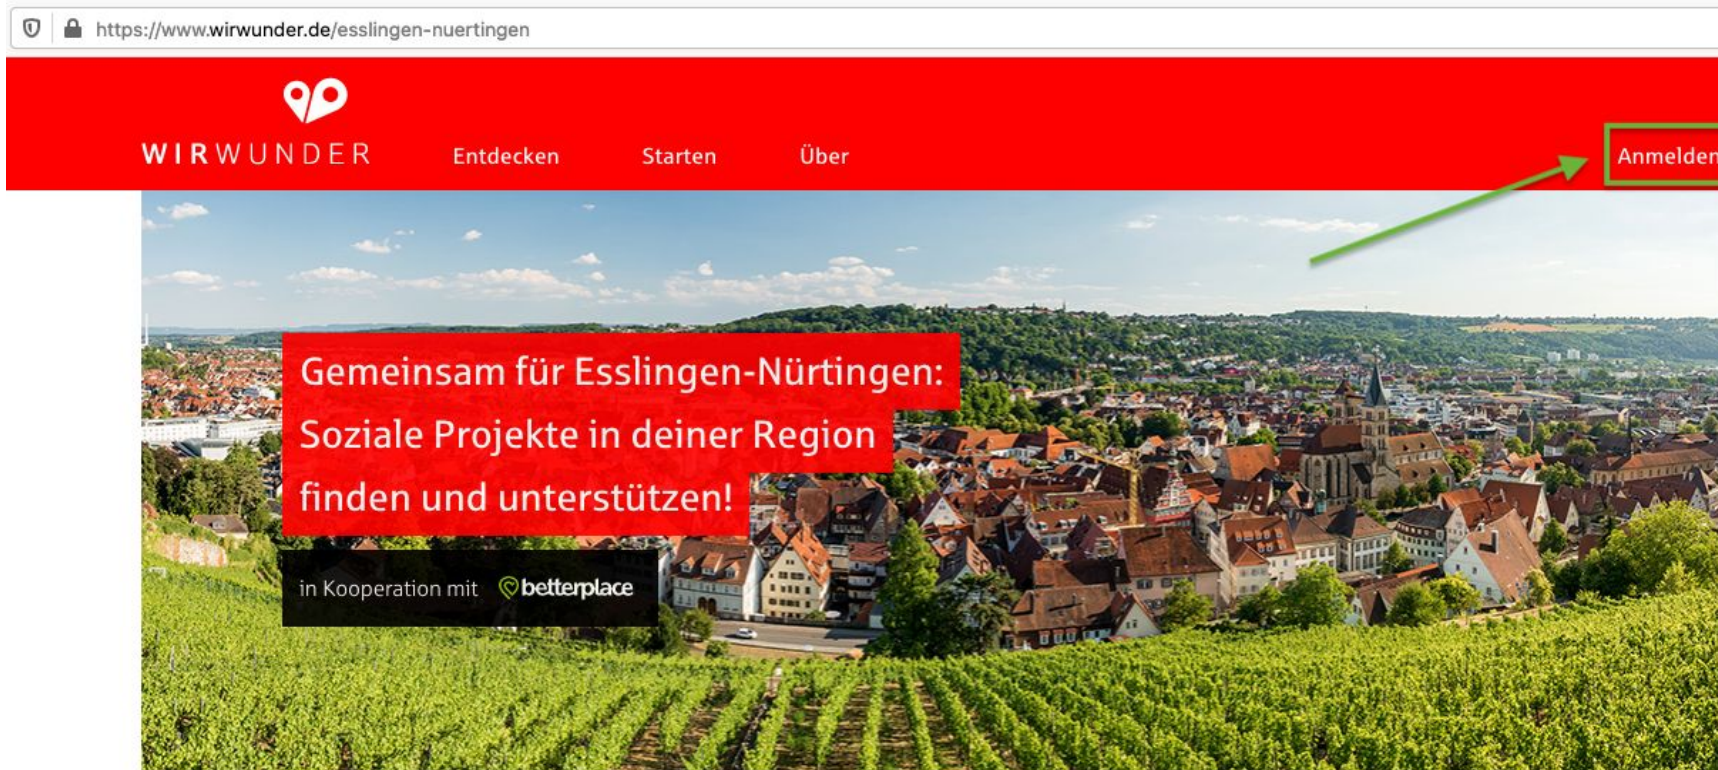 https://www.wirwunder.de/esslingen-nuertingen
WIRWUNDER
Entdecken
Starten
Über
Anmelden
Gemeinsam für Esslingen-Nürtingen:
Soziale Projekte in deiner Region
finden und unterstützen!
in Kooperation mit betterplace